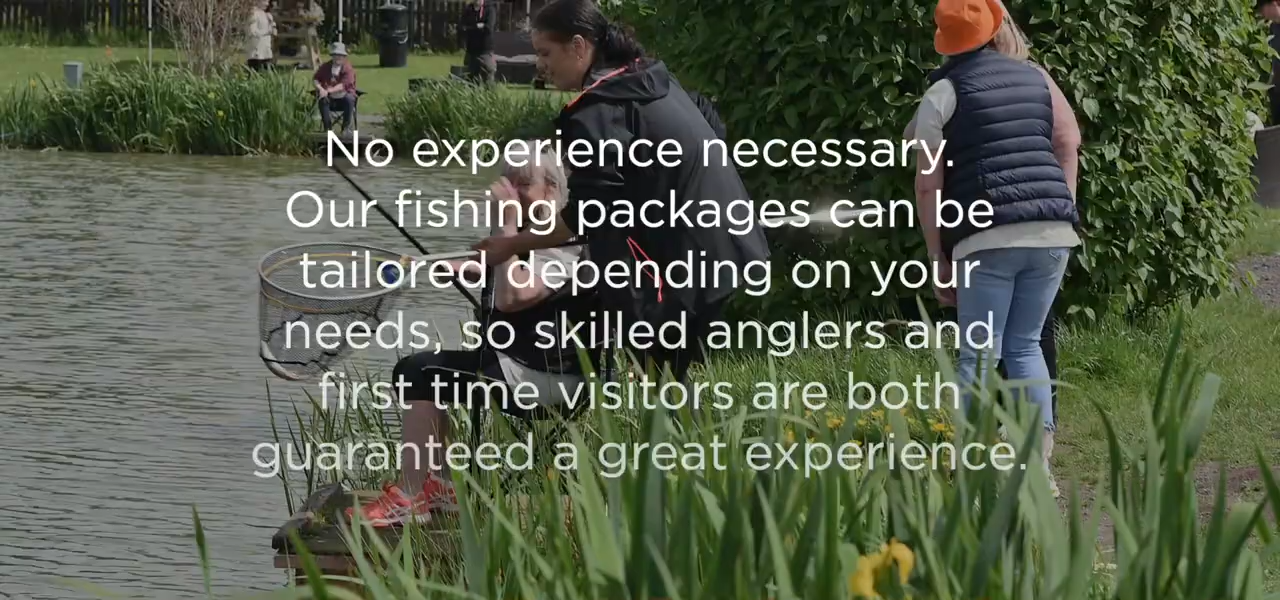 No experience necessary.
Our fishing packages can be
tailored depending on your
needs, so skilled anglers and
first time visitors are both
guaranteed a great experience.